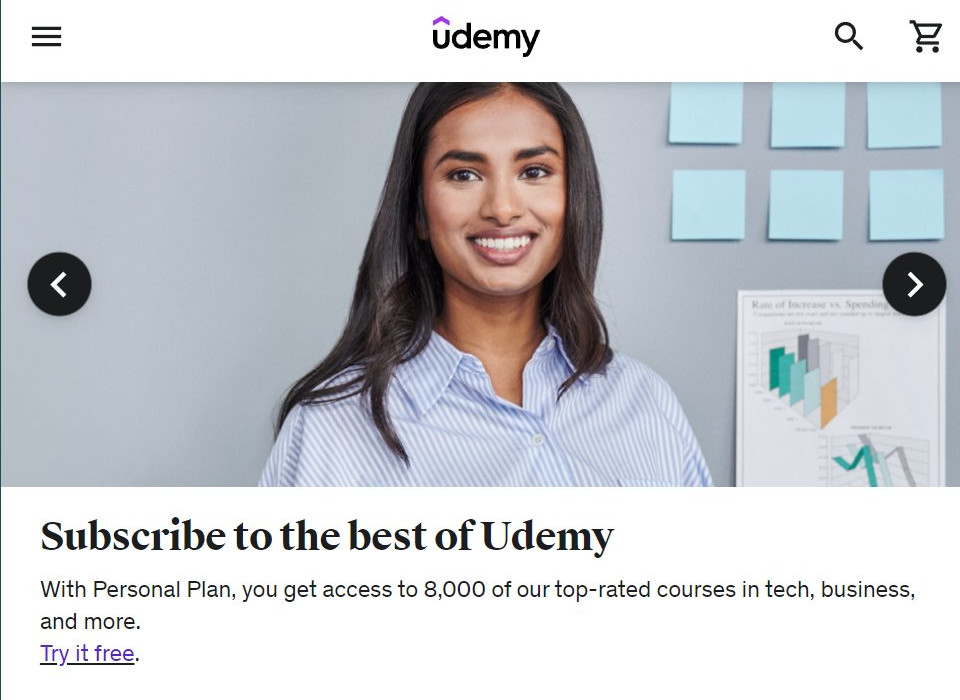 udemy
Rate of Increase vs. Spending
Subscribe to the best of Udemy
With Personal Plan, you get access to 8,000 of our top-rated courses in tech, business,
and more.
Try it free.